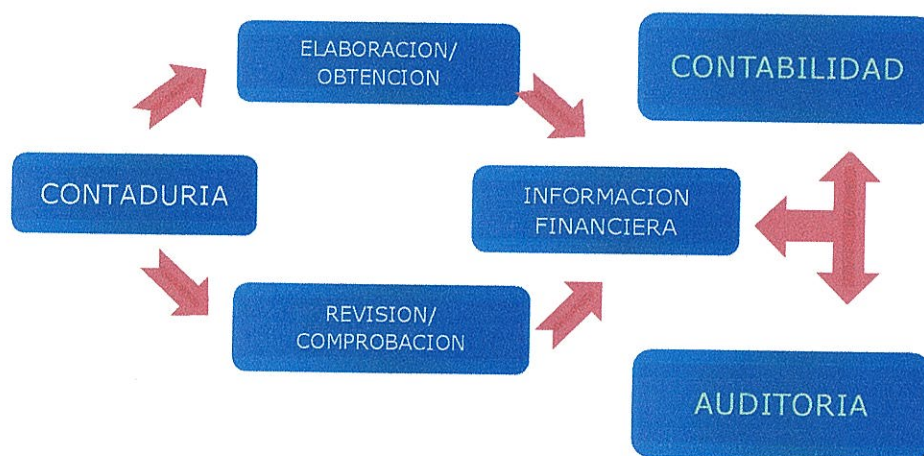 ELABORACION/
OBTENCION
CONTABILIDAD
CONTADURIA
INFORMACION
FINANCIERA
REVISION/
COMPROBACION
AUDITORIA